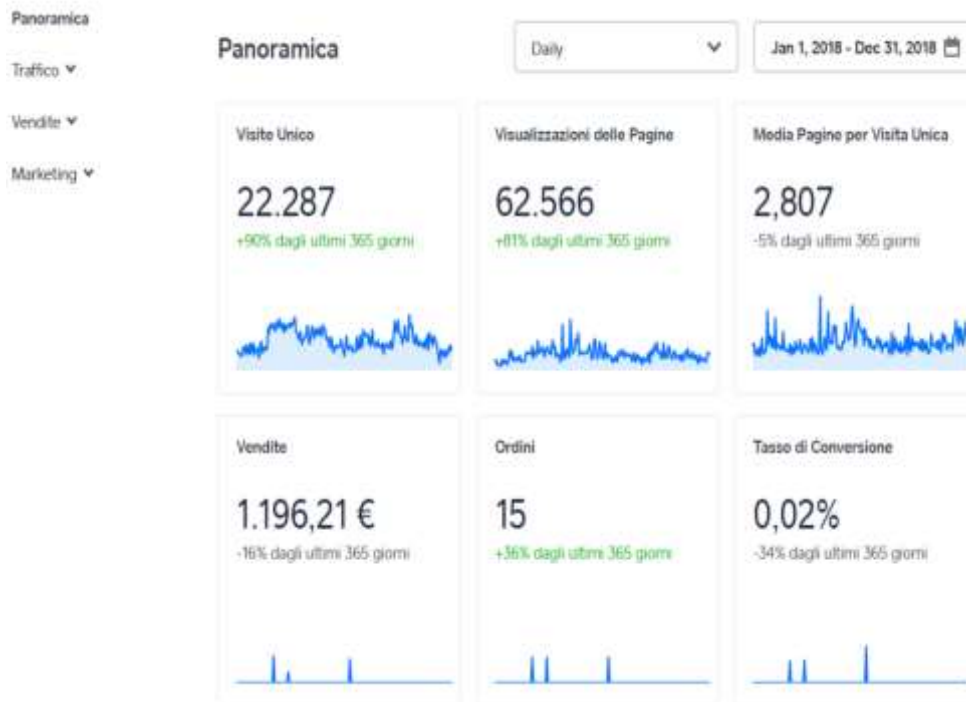 Panoramica
Traffico
Vendite
Marketing
Panoramica
Daily
Jan 1, 2018 - Dec 31, 2018
Visite Unico
22.287
+90% dagli ultimi 365 giorni
Visualizzazioni delle Pagine
62.566
+81% dagli ultimi 365 giorni
Media Pagine per Visita Unica
2,807
-5% dagli ultimi 365 giorni
Vendite
1.196,21 €
-16% dagli ultimi 365 giorni
Ordini
15
+36% dagli ultimi 365 giorni
Tasso di Conversione
0,02%
-34% dagli ultimi 365 giorni